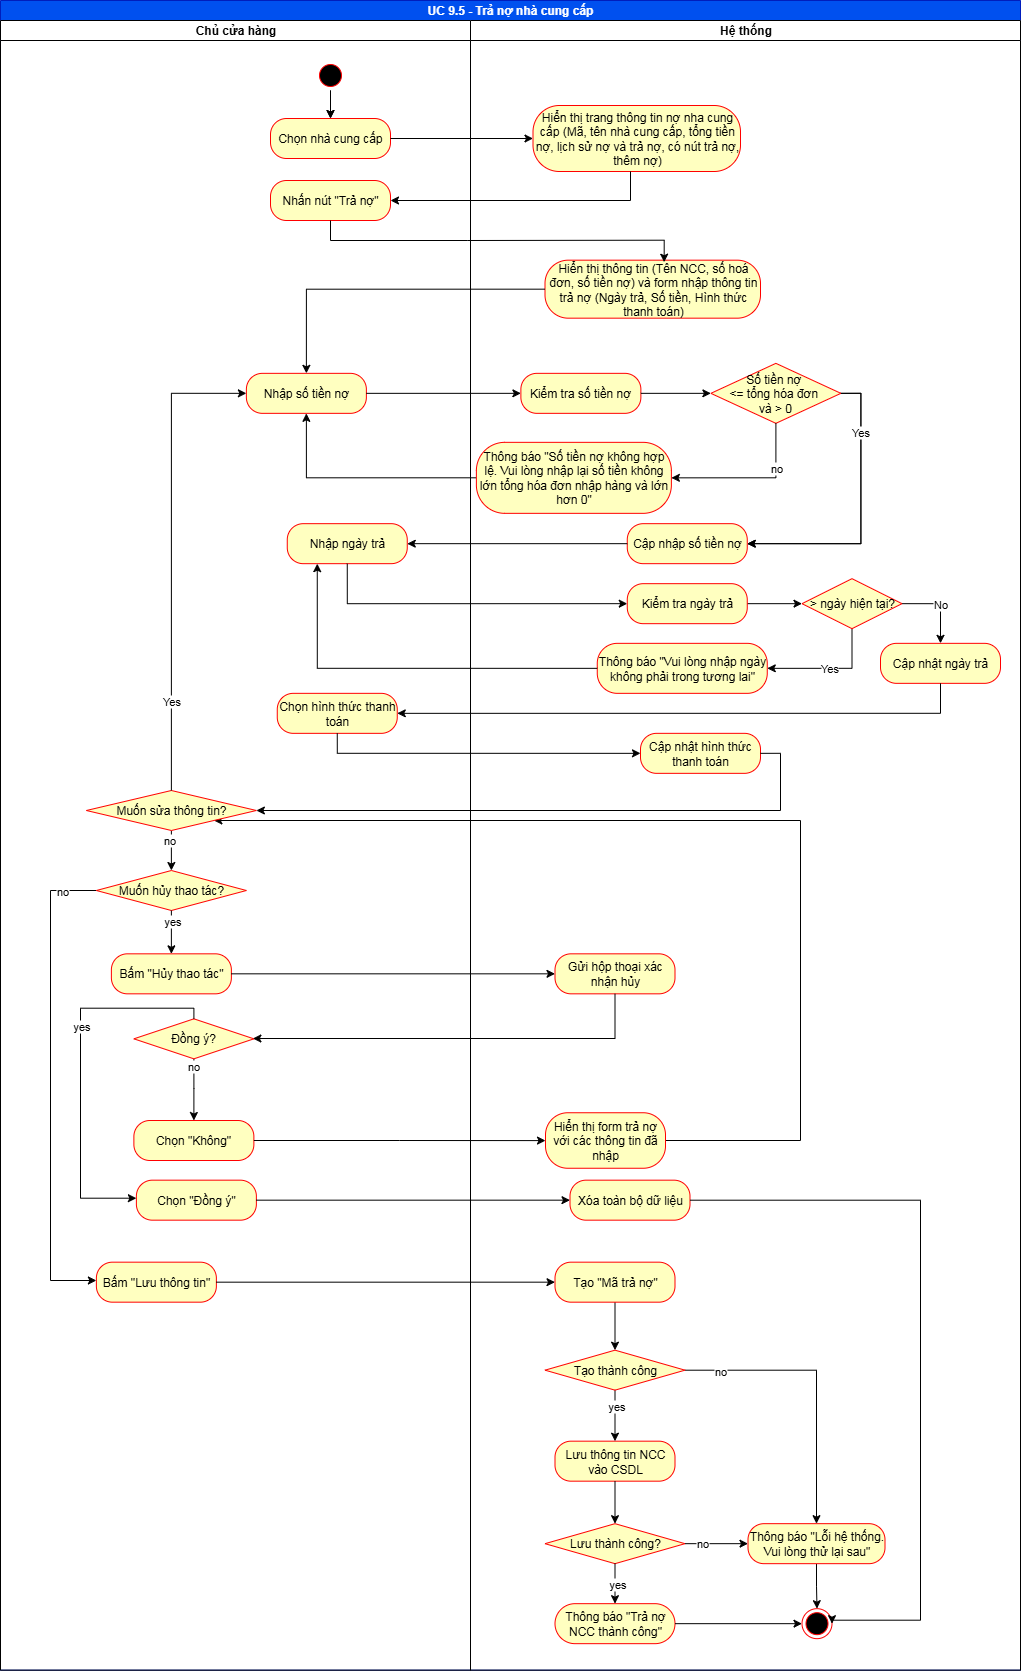 UC 9.5 - Trả nợ nhà cung cấp
Chủ cửa hàng
Hệ thống
Chọn nhà cung cấp
Hiển thị trang thông tin nợ nha cung
cấp (Mã, tên nhà cung cấp, tổng tiền
nợ, lịch sử nợ và trả nợ, có nút trả nợ,
thêm nợ)
Nhấn nút "Trả nợ"
Hiển thị thông tin (Tên NCC, số hoá
đơn, số tiền nợ) và form nhập thông tin
trả nợ (Ngày trả, Số tiền, Hình thức
thanh toán)
Nhập số tiền nợ
Kiểm tra số tiền nợ
Số tiền nợ
<= tổng hóa đơn
và > 0
Yes
no
Thông báo "Số tiền nợ không hợp
lệ. Vui lòng nhập lại số tiền không
lớn tổng hóa đơn nhập hàng và lớn
hơn 0"
Nhập ngày trả
Cập nhập số tiền nợ
Kiểm tra ngày trả
> ngày hiện tại?
No
Thông báo "Vui lòng nhập ngày
không phải trong tương lai"
Yes
Cập nhật ngày trả
Chọn hình thức thanh
toán
Yes
Cập nhật hình thức
thanh toán
Muốn sửa thông tin?
no
Muốn hủy thao tác?
no
yes
Bấm "Hủy thao tác"
Gửi hộp thoại xác
nhận hủy
yes
Đồng ý?
no
Chọn "Không"
Hiển thị form trả nợ
với các thông tin đã
nhập
Chọn "Đồng ý"
Xóa toàn bộ dữ liệu
Bấm "Lưu thông tin"
Tạo "Mã trả nợ"
Tạo thành công
no
yes
Lưu thông tin NCC
vào CSDL
Lưu thành công?
no
Thông báo "Lỗi hệ thống.
Vui lòng thử lại sau"
yes
Thông báo "Trả nợ
NCC thành công"